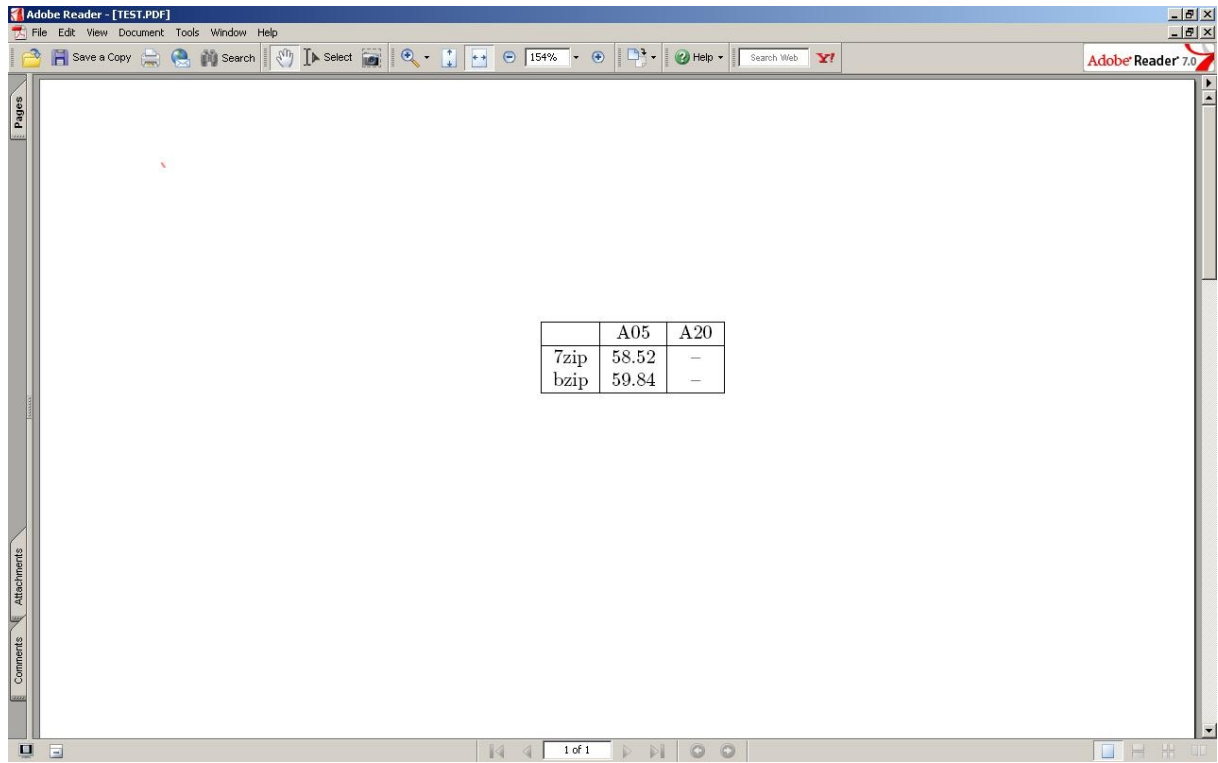 Adobe Reader - [TEST.PDF]
File Edit View Document Tools Window Help
Save a Copy Search Select 154% Help Search Web Y! Adobe Reader 7.0
Pages
A05 A20
7zip 58.52 –
bzip 59.84 –
Attachments
Comments
1 of 1